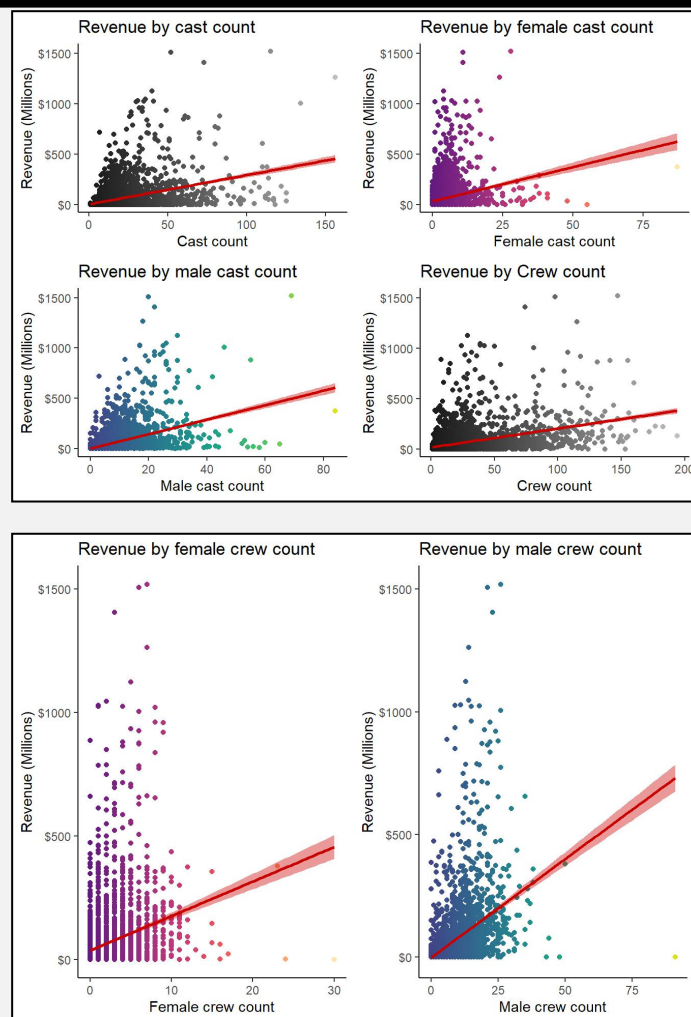 Revenue by cast count
Revenue (Millions)
$1500
$1000
$500
$0
0 50 100 150
Cast count
Revenue by female cast count
Revenue (Millions)
$1500
$1000
$500
$0
0 25 50 75
Female cast count
Revenue by male cast count
Revenue (Millions)
$1500
$1000
$500
$0
0 20 40 60 80
Male cast count
Revenue by Crew count
Revenue (Millions)
$1500
$1000
$500
$0
0 50 100 150 200
Crew count
Revenue by female crew count
Revenue (Millions)
$1500
$1000
$500
$0
0 10 20 30
Female crew count
Revenue by male crew count
Revenue (Millions)
$1500
$1000
$500
$0
0 25 50 75
Male crew count